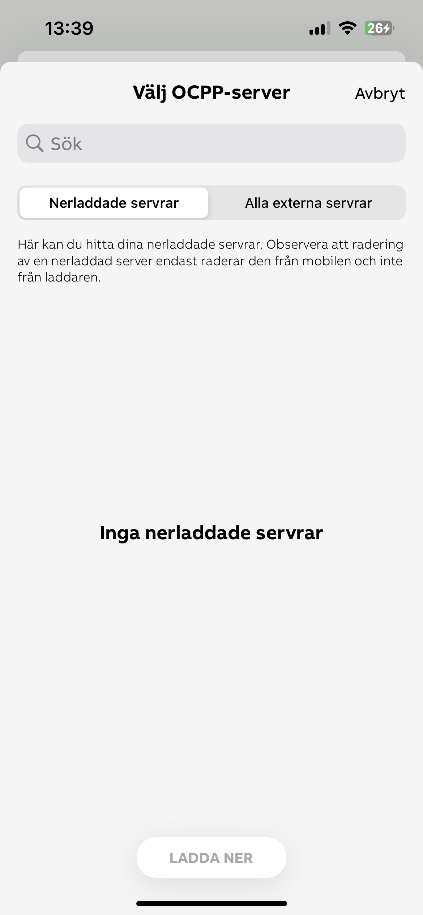 13:39
26
Välj OCPP-server
Avbryt
Sök
Nerladdade servrar
Alla externa servrar
Här kan du hitta dina nerladdade servrar. Observera att radering
av en nerladdad server endast raderar den från mobilen och inte
från laddaren.
Inga nerladdade servrar
LADDA NER